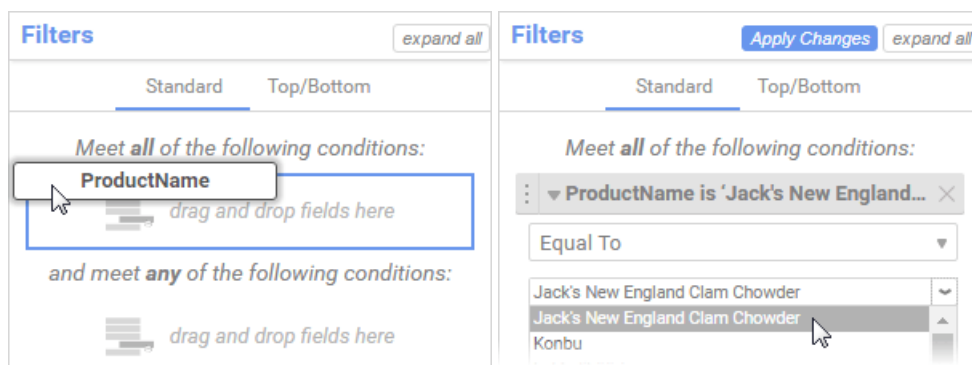 Filters
expand all
Standard Top/Bottom
Meet all of the following conditions:
ProductName
drag and drop fields here
and meet any of the following conditions:
drag and drop fields here
Filters
Apply Changes expand all
Standard Top/Bottom
Meet all of the following conditions:
ProductName is ‘Jack's New England...
Equal To
Jack's New England Clam Chowder
Jack's New England Clam Chowder
Konbu